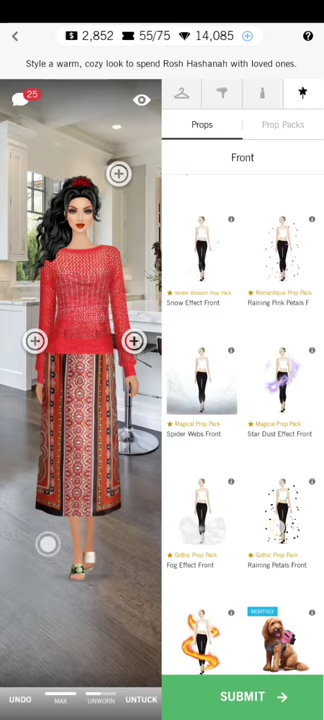 $ 2,852 55/75 14,085
Style a warm, cozy look to spend Rosh Hashanah with loved ones.
25
Props Prop Packs
Front
Winter Blossom Prop Pack
Snow Effect Front
Romantaqua Prop Pack
Raining Pink Petals F
Magical Prop Pack
Spider Webs Front
Magical Prop Pack
Star Dust Effect Front
Gothic Prop Pack
Fog Effect Front
Gothic Prop Pack
Raining Petals Front
MONTHLY
UNDO MAX UNWORN UNTUCK
SUBMIT